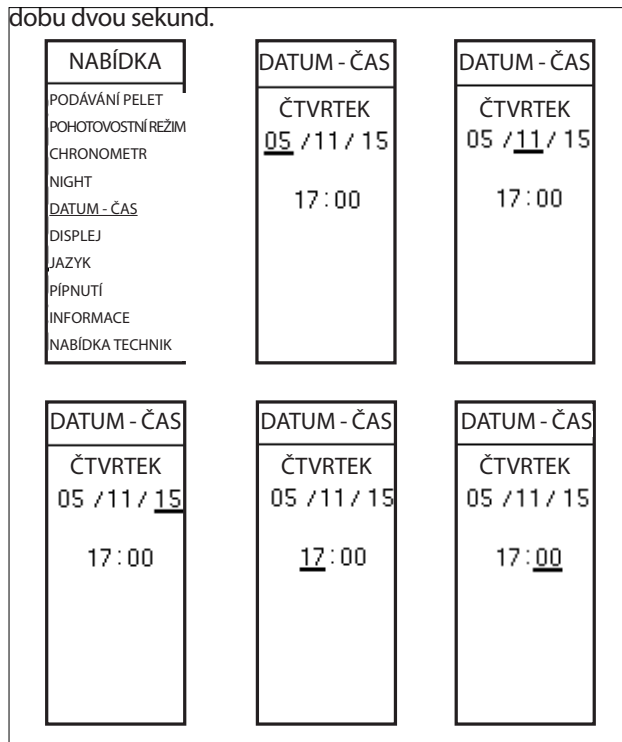 dobu dvou sekund.
NABÍDKA
PODÁVÁNÍ PELET
POHOTOVOSTNÍ REŽIM
CHRONOMETR
NIGHT
DATUM - ČAS
DISPLEJ
JAZYK
PÍPNUTÍ
INFORMACE
NABÍDKA TECHNIK
DATUM - ČAS
ČTVRTEK
05 / 11 / 15
17:00
DATUM - ČAS
ČTVRTEK
05 / 11 / 15
17:00
DATUM - ČAS
ČTVRTEK
05 / 11 / 15
17:00
DATUM - ČAS
ČTVRTEK
05 / 11 / 15
17:00
DATUM - ČAS
ČTVRTEK
05 / 11 / 15
17:00